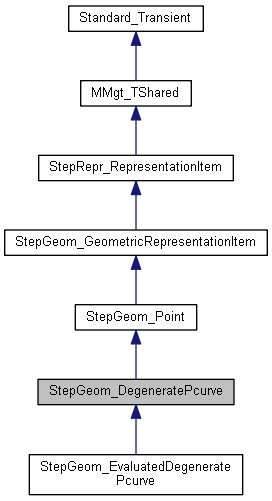 Standard_Transient
MMgt_TShared
StepRepr_RepresentationItem
StepGeom_GeometricRepresentationItem
StepGeom_Point
StepGeom_DegeneratePcurve
StepGeom_EvaluatedDegenerate
Pcurve